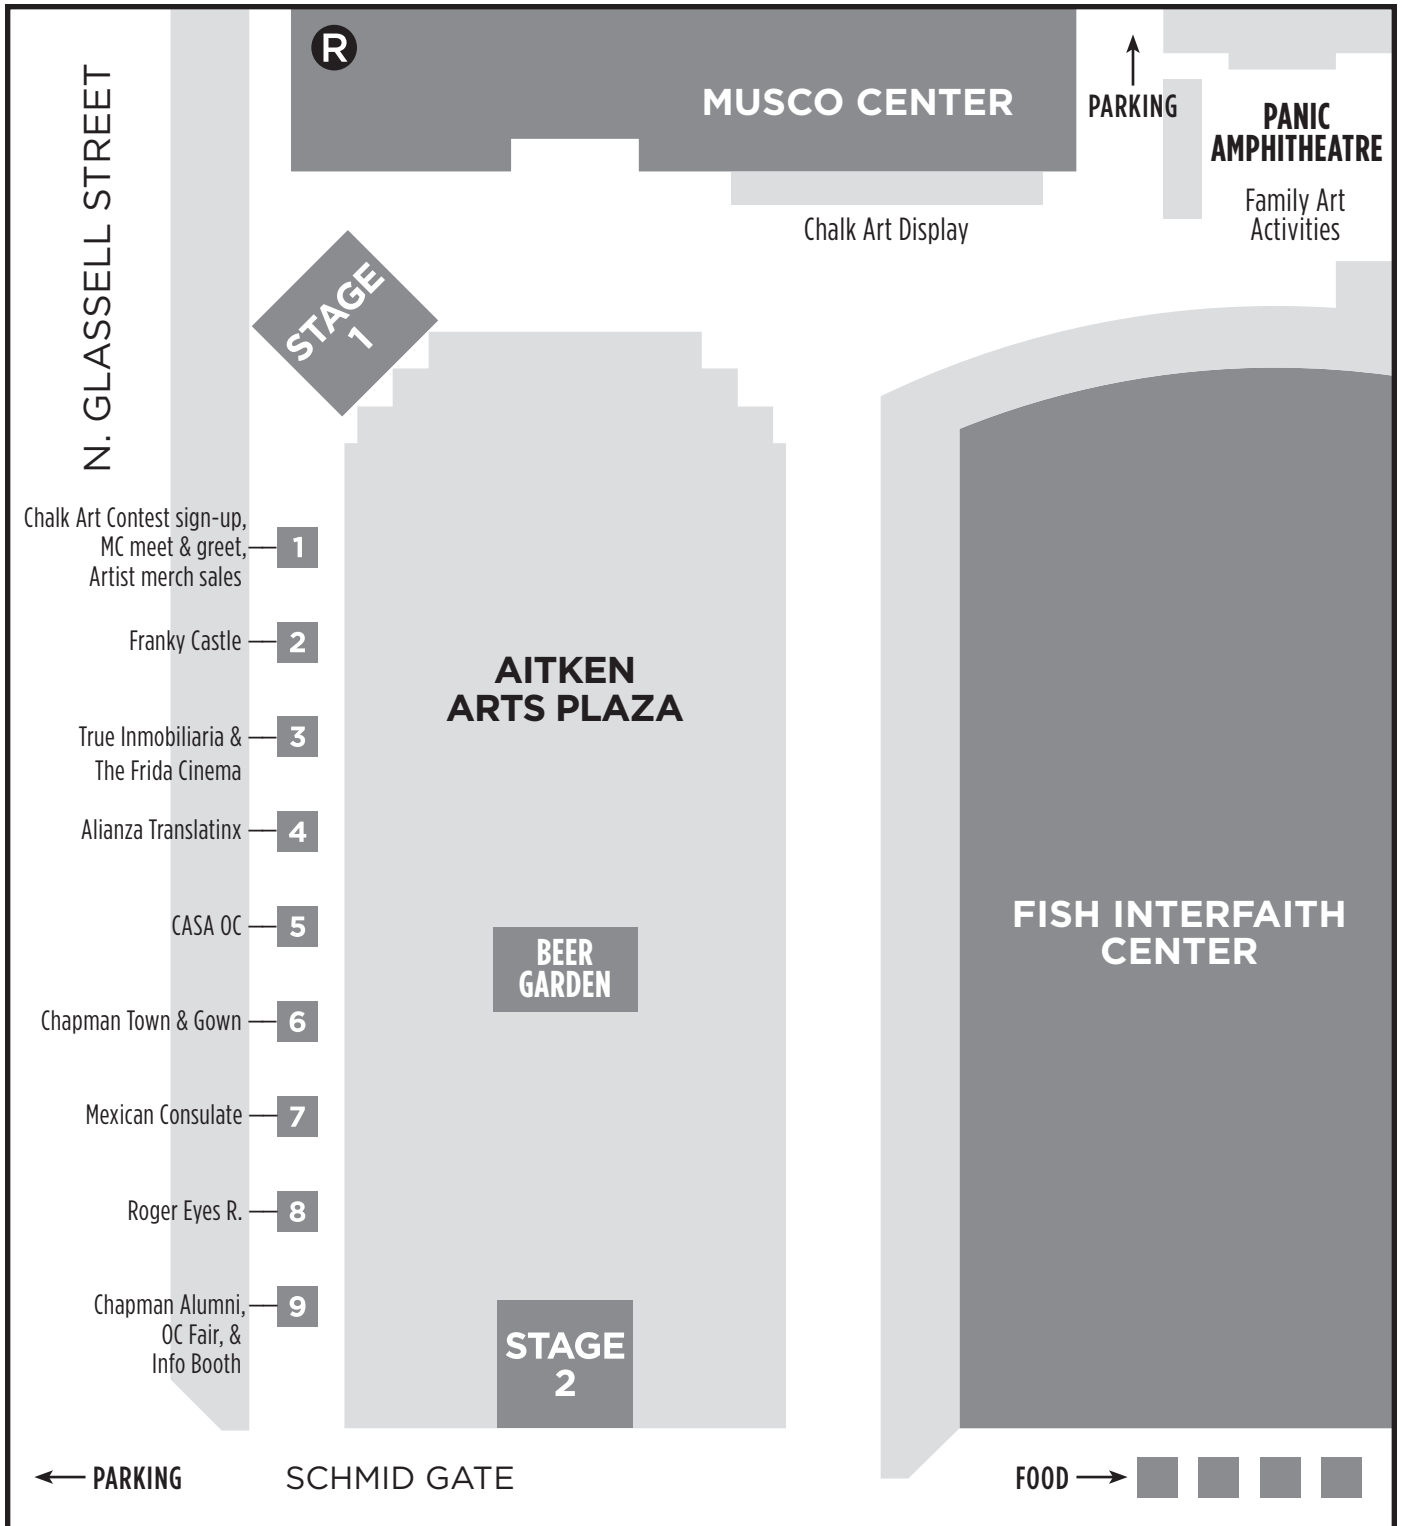 R
MUSCO CENTER
PARKING
PANIC
AMPHITHEATRE
Family Art
Activities
Chalk Art Display
N. GLASSELL STREET
STAGE
1
Chalk Art Contest sign-up,
MC meet & greet,
Artist merch sales
1
Franky Castle
2
True Inmobiliaria &
The Frida Cinema
3
Alianza Translatinx
4
CASA OC
5
Chapman Town & Gown
6
Mexican Consulate
7
Roger Eyes R.
8
Chapman Alumni,
OC Fair, &
Info Booth
9
AITKEN
ARTS PLAZA
BEER
GARDEN
STAGE
2
FISH INTERFAITH
CENTER
PARKING
SCHMID GATE
FOOD